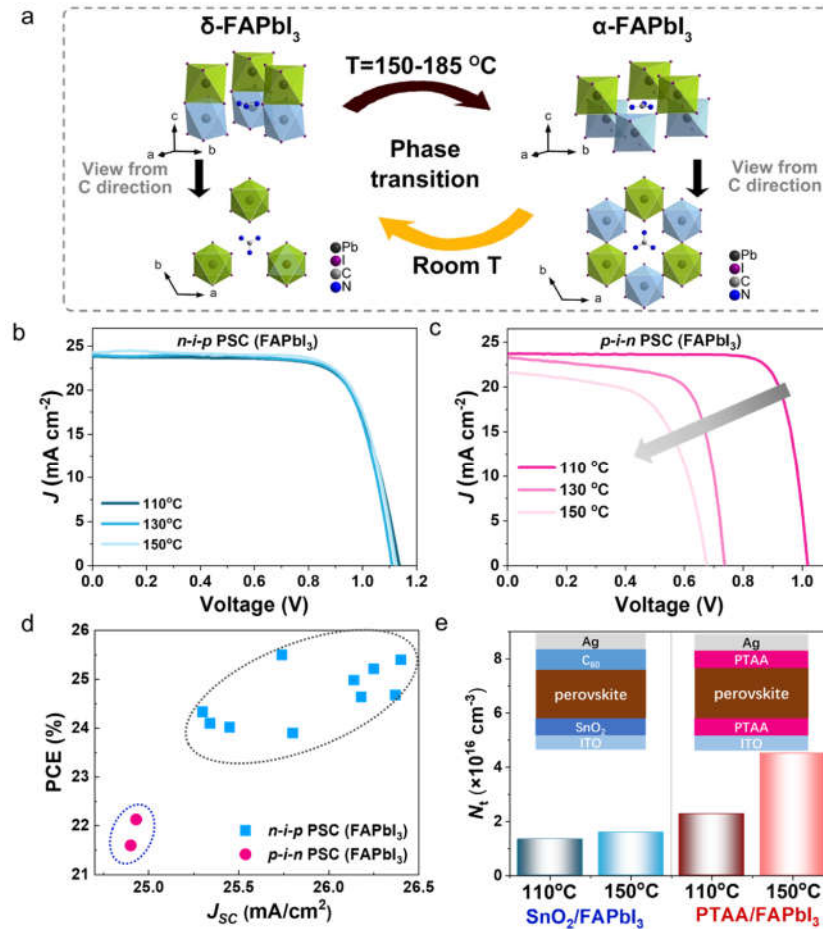 a
δ-FAPbI₃
α-FAPbI₃
T=150-185 °C
c
a
b
c
a
b
View from
C direction
Phase
transition
View from
C direction
Room T
b
a
Pb
I
C
N
b
a
Pb
I
C
N
b
n-i-p PSC (FAPbI₃)
25
20
15
10
5
0
J (mA cm⁻²)
110°C
130°C
150°C
0.0 0.2 0.4 0.6 0.8 1.0 1.2
Voltage (V)
c
p-i-n PSC (FAPbI₃)
25
20
15
10
5
0
J (mA cm⁻²)
110 °C
130 °C
150 °C
0.0 0.2 0.4 0.6 0.8 1.0
Voltage (V)
d
26
25
24
23
22
21
PCE (%)
n-i-p PSC (FAPbI₃)
p-i-n PSC (FAPbI₃)
25.0 25.5 26.0 26.5
J_SC (mA/cm²)
e
8
6
4
2
0
N_t (×10¹⁶ cm⁻³)
Ag
C₆₀
perovskite
SnO₂
ITO
Ag
PTAA
perovskite
PTAA
ITO
110°C 150°C 110°C 150°C
SnO₂/FAPbI₃ PTAA/FAPbI₃